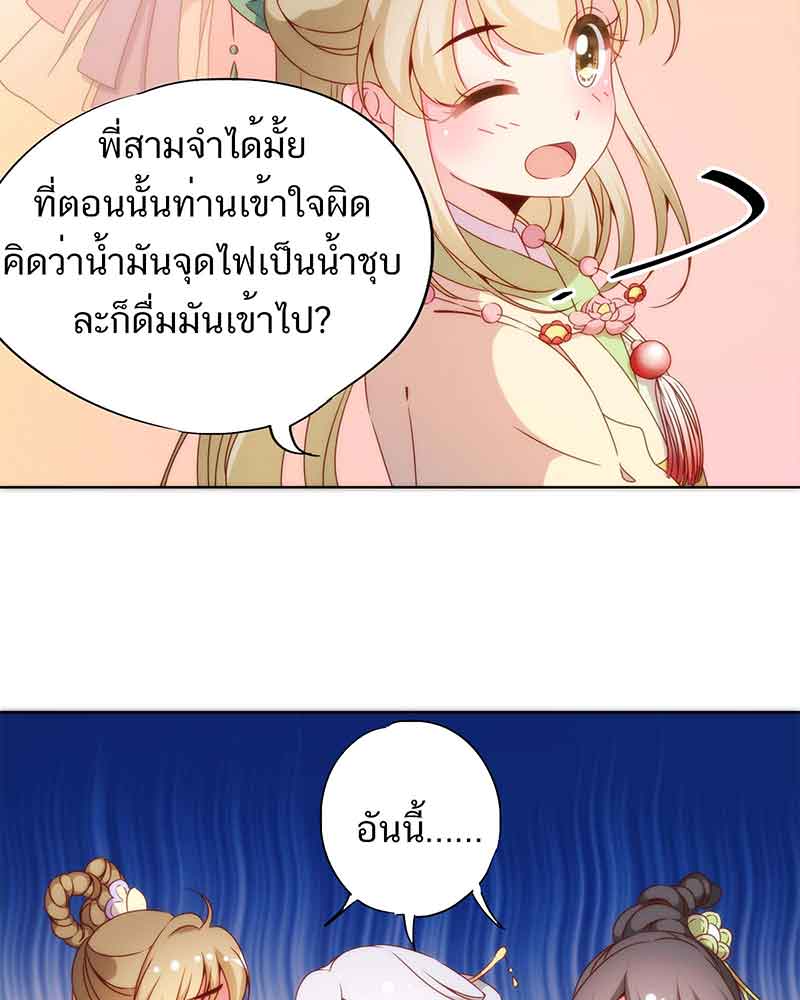 พี่สามจำได้มั้ย
ที่ตอนนั้นท่านเข้าใจผิด
คิดว่าน้ำมันจุดไฟเป็นน้ำซุบ
ละก็ดื่มมันเข้าไป?
อันนี้......